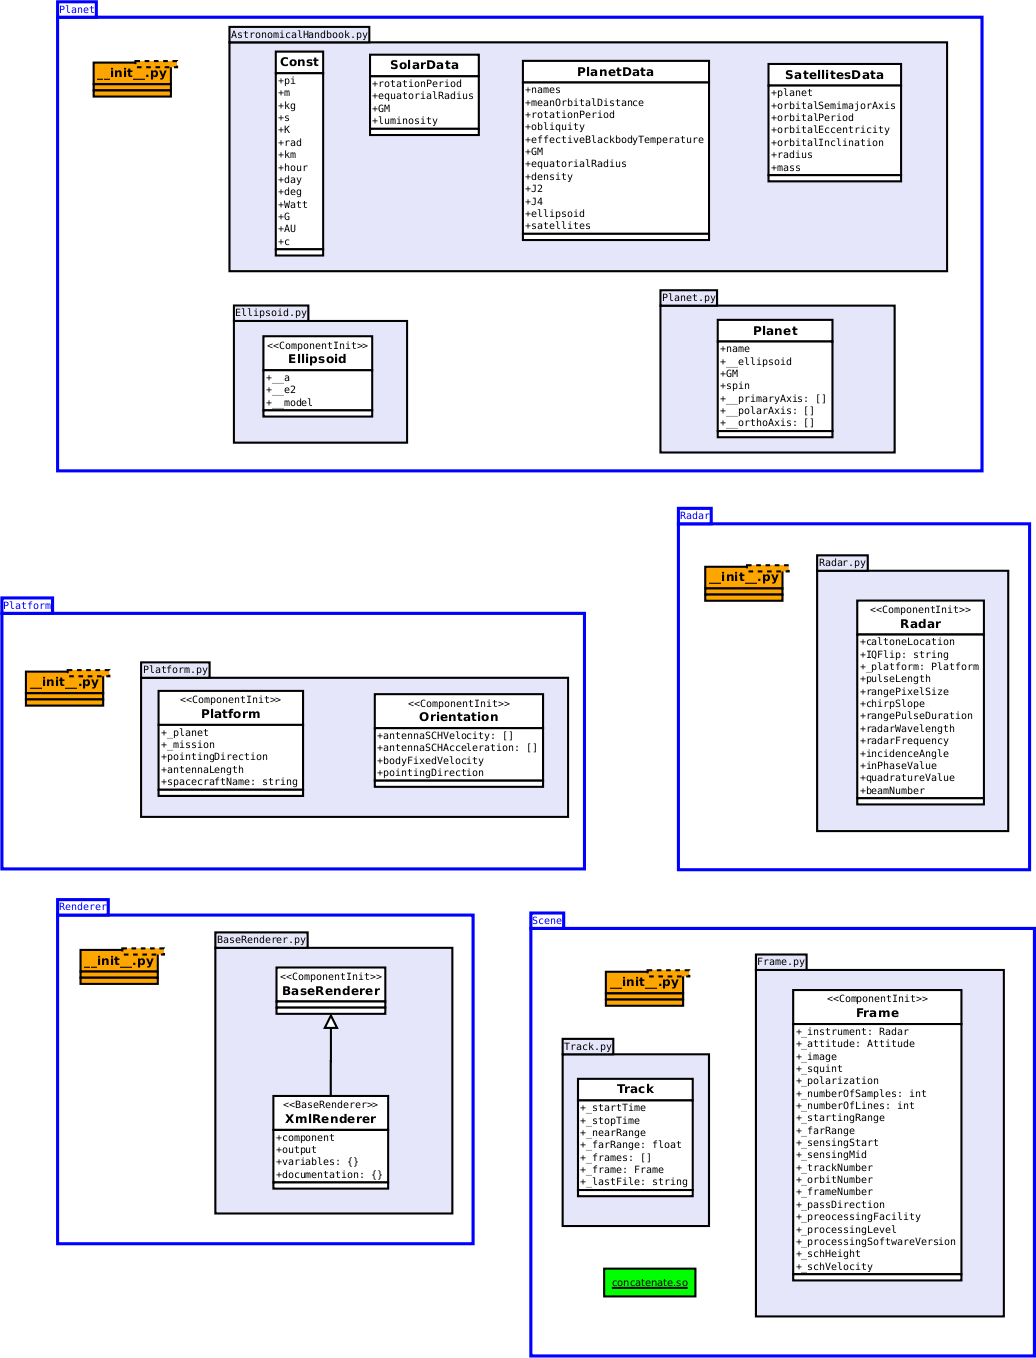 Planet
__init__.py
AstronomicalHandbook.py
Const
+pi
+m
+kg
+s
+K
+rad
+km
+hour
+day
+deg
+Watt
+G
+AU
+c
SolarData
+rotationPeriod
+equatorialRadius
+GM
+luminosity
PlanetData
+names
+meanOrbitalDistance
+rotationPeriod
+obliquity
+effectiveBlackbodyTemperature
+GM
+equatorialRadius
+density
+J2
+J4
+ellipsoid
+satellites
SatellitesData
+planet
+orbitalSemimajorAxis
+orbitalPeriod
+orbitalEccentricity
+orbitalInclination
+radius
+mass
Ellipsoid.py
<<ComponentInit>>
Ellipsoid
+__a
+__e2
+__model
Planet.py
Planet
+name
+__ellipsoid
+GM
+spin
+__primaryAxis: []
+__polarAxis: []
+__orthoAxis: []
Radar
__init__.py
Radar.py
<<ComponentInit>>
Radar
+caltoneLocation
+IQFlip: string
+_platform: Platform
+pulseLength
+rangePixelSize
+chirpSlope
+rangePulseDuration
+radarWavelength
+radarFrequency
+incidenceAngle
+inPhaseValue
+quadratureValue
+beamNumber
Platform
__init__.py
Platform.py
<<ComponentInit>>
Platform
+_planet
+_mission
+pointingDirection
+antennaLength
+spacecraftName: string
<<ComponentInit>>
Orientation
+antennaSCHVelocity: []
+antennaSCHAcceleration: []
+bodyFixedVelocity
+pointingDirection
Renderer
__init__.py
BaseRenderer.py
<<ComponentInit>>
BaseRenderer
<<BaseRenderer>>
XmlRenderer
+component
+output
+variables: {}
+documentation: {}
Scene
__init__.py
Track.py
Track
+_startTime
+_stopTime
+_nearRange
+_farRange: float
+_frames: []
+_frame: Frame
+_lastFile: string
concatenate.so
Frame.py
<<ComponentInit>>
Frame
+_instrument: Radar
+_attitude: Attitude
+_image
+_squint
+_polarization
+_numberOfSamples: int
+_numberOfLines: int
+_startingRange
+_farRange
+_sensingStart
+_sensingMid
+_trackNumber
+_orbitNumber
+_frameNumber
+_passDirection
+_preocessingFacility
+_processingLevel
+_processingSoftwareVersion
+_schHeight
+_schVelocity